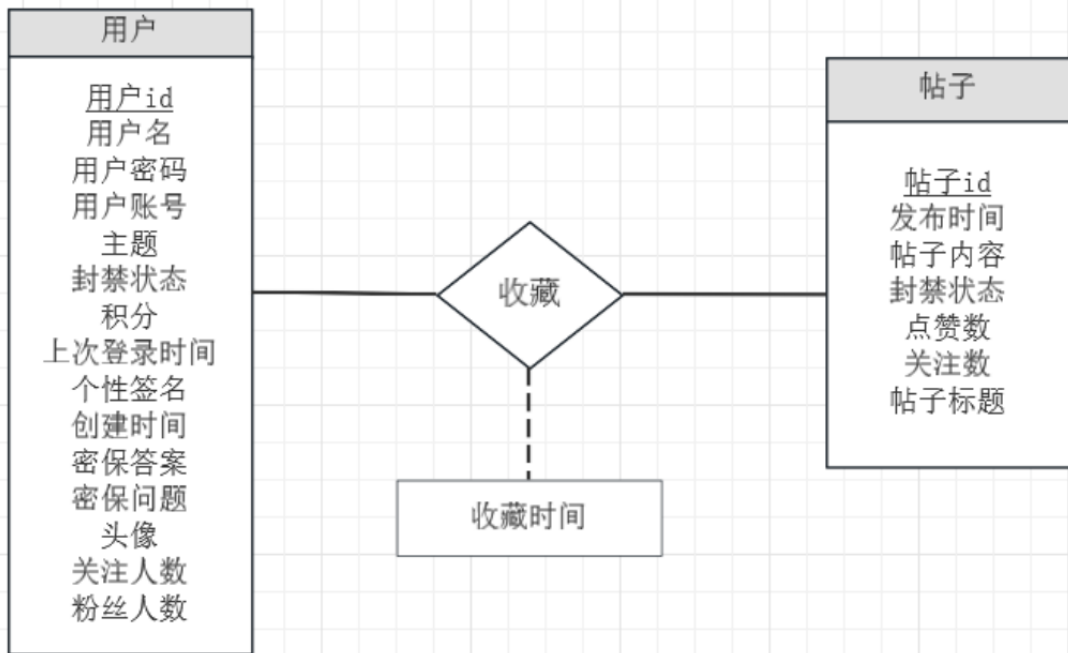 用户
用户id
用户名
用户密码
用户账号
主题
封禁状态
积分
上次登录时间
个性签名
创建时间
密保答案
密保问题
头像
关注人数
粉丝人数
收藏
收藏时间
帖子
帖子id
发布时间
帖子内容
封禁状态
点赞数
关注数
帖子标题